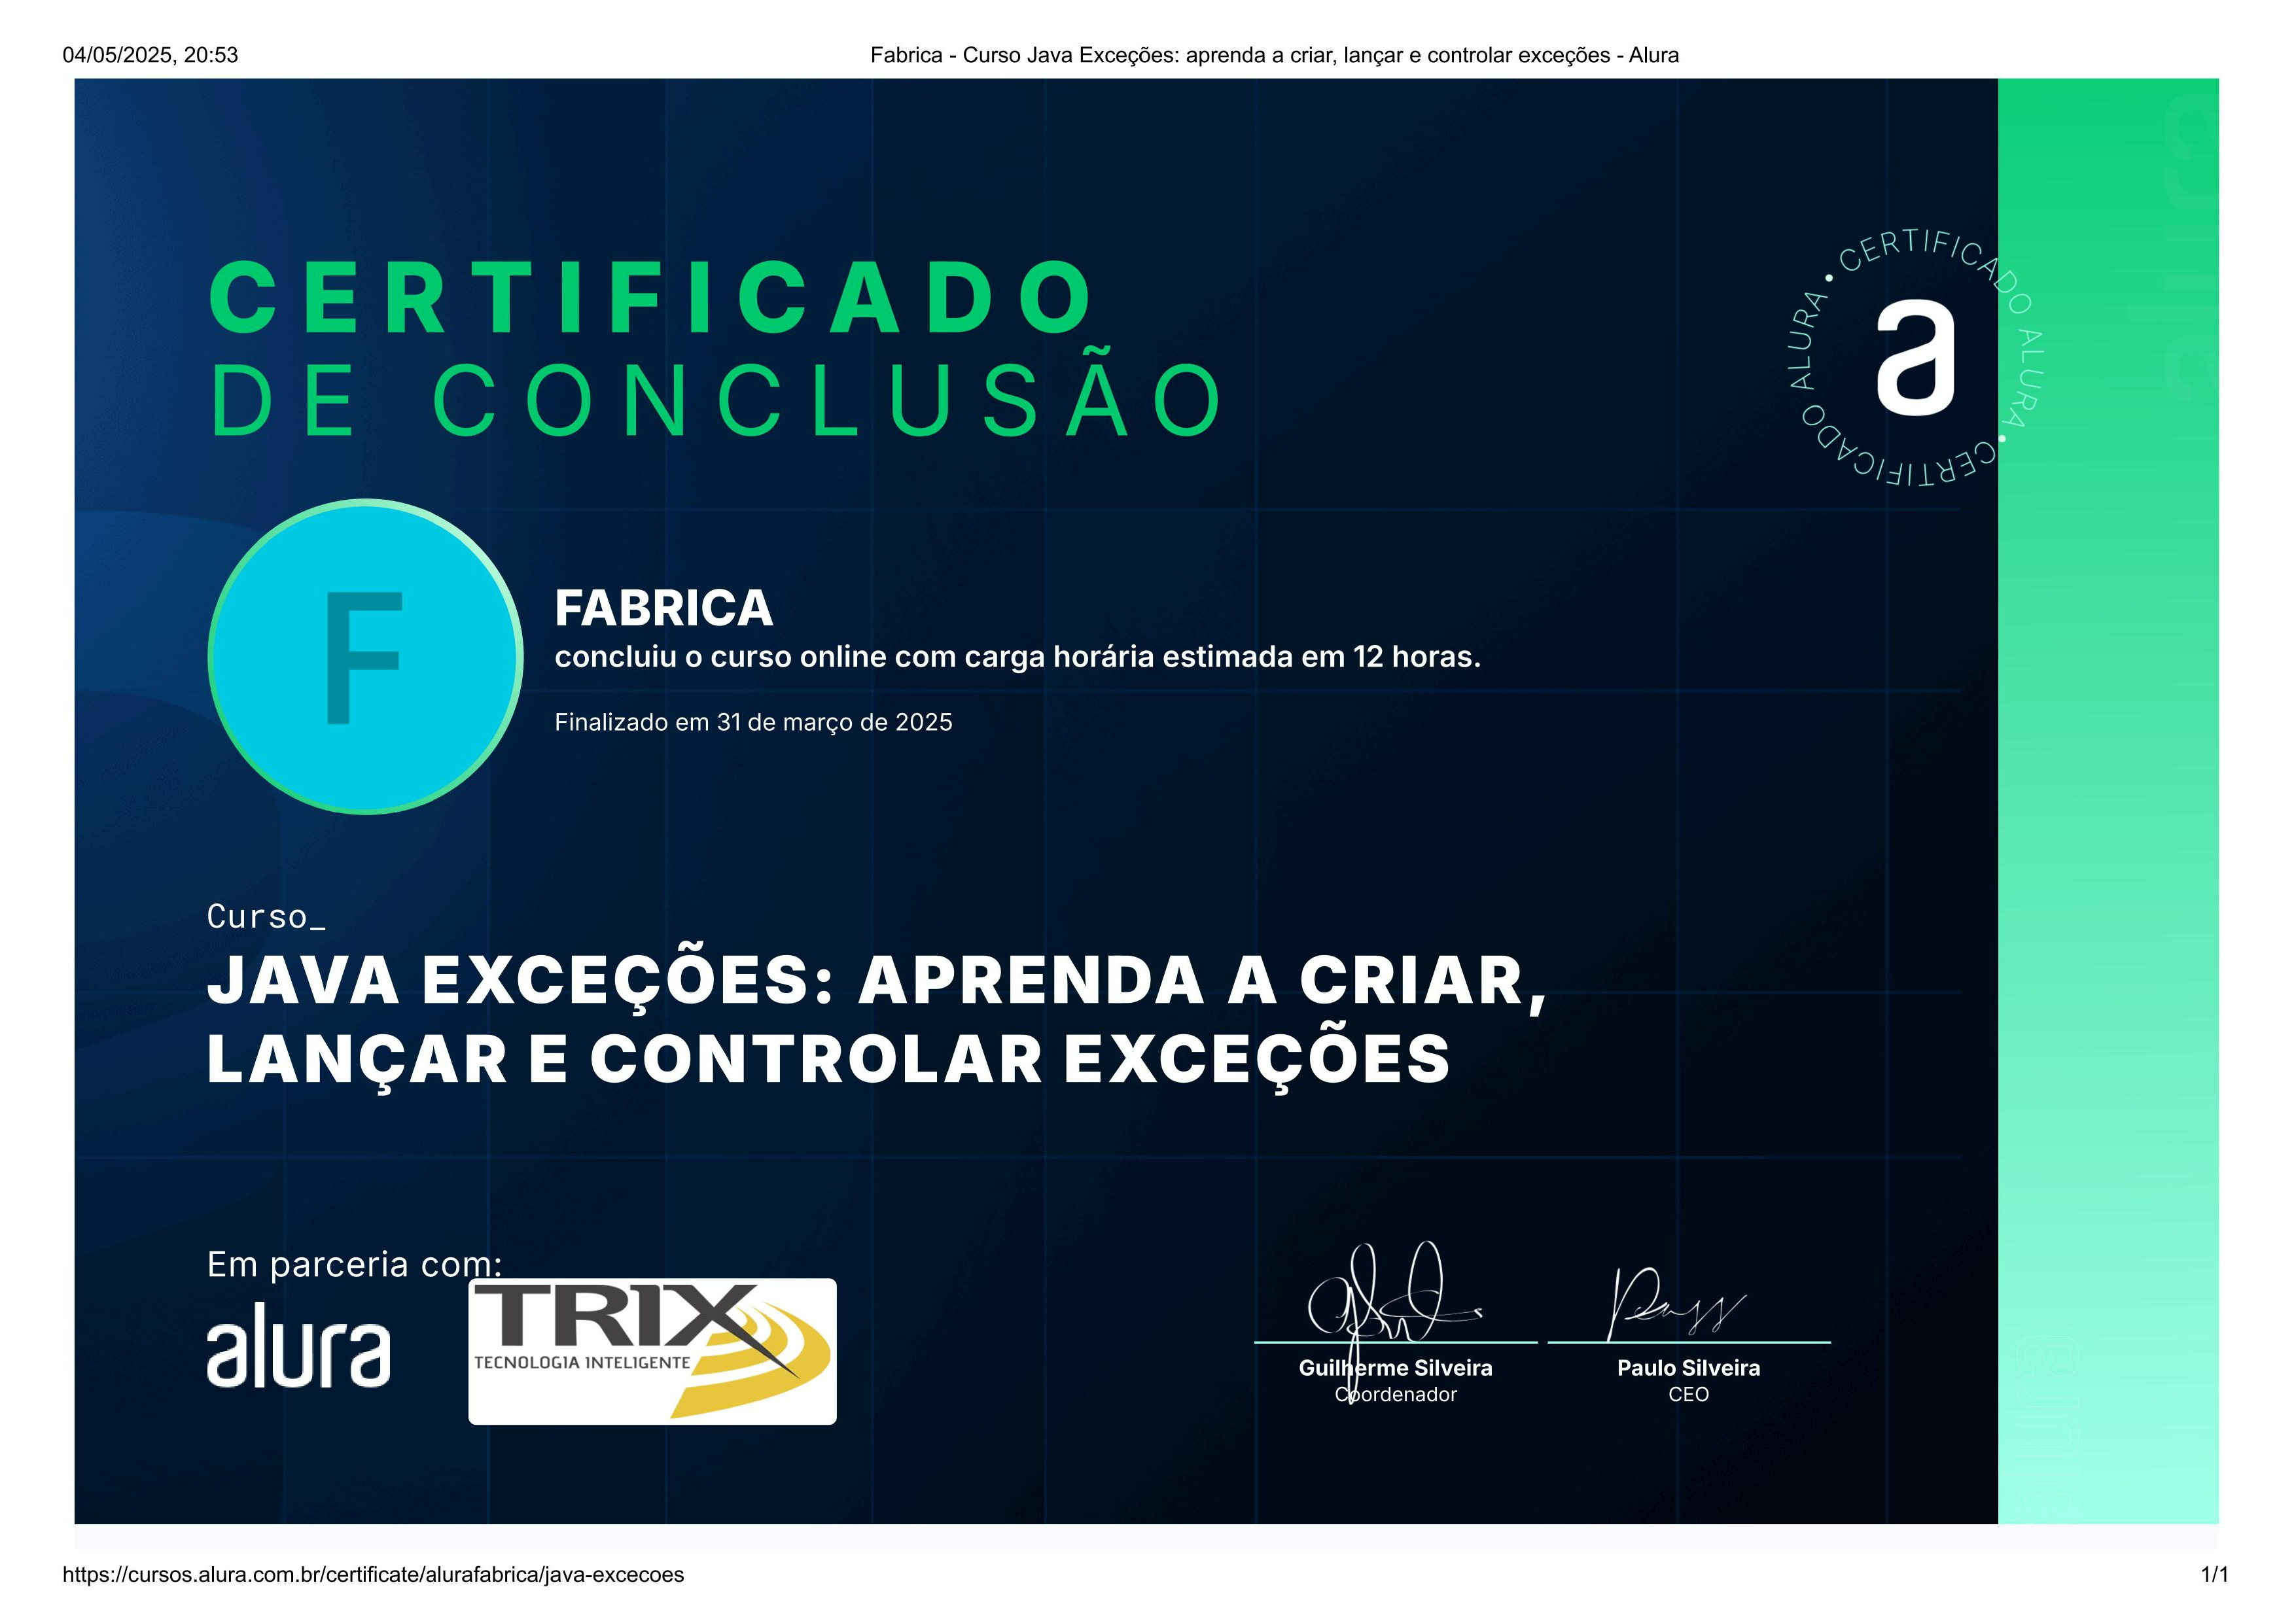 04/05/2025, 20:53
Fabrica - Curso Java Exceções: aprenda a criar, lançar e controlar exceções - Alura
CERTIFICADO
DE CONCLUSÃO
CERTIFICADO ALURA • CERTIFICADO ALURA •
a
F
FABRICA
concluiu o curso online com carga horária estimada em 12 horas.
Finalizado em 31 de março de 2025
Curso_
JAVA EXCEÇÕES: APRENDA A CRIAR,
LANÇAR E CONTROLAR EXCEÇÕES
Em parceria com:
alura
TRIX
TECNOLOGIA INTELIGENTE
Guilherme Silveira
Coordenador
Paulo Silveira
CEO
alura
alura
https://cursos.alura.com.br/certificate/alurafabrica/java-excecoes
1/1